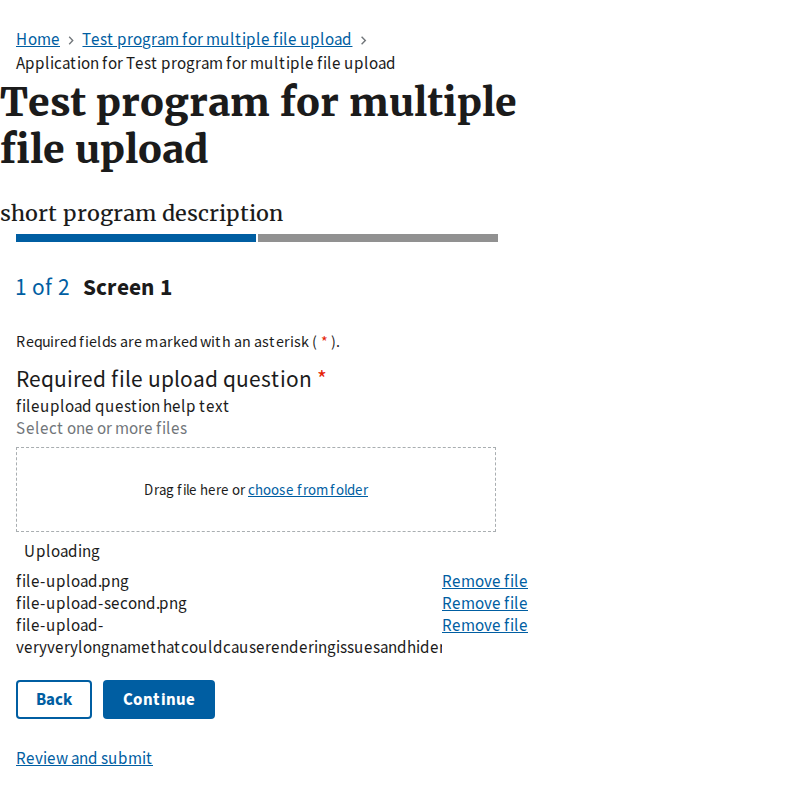 Home > Test program for multiple file upload >
Application for Test program for multiple file upload
Test program for multiple
file upload
short program description
1 of 2 Screen 1
Required fields are marked with an asterisk ( * ).
Required file upload question *
fileupload question help text
Select one or more files
Drag file here or choose from folder
Uploading
file-upload.png Remove file
file-upload-second.png Remove file
file-upload- Remove file
veryverylongnamethatcouldcauserenderingissuesandhider
Back Continue
Review and submit